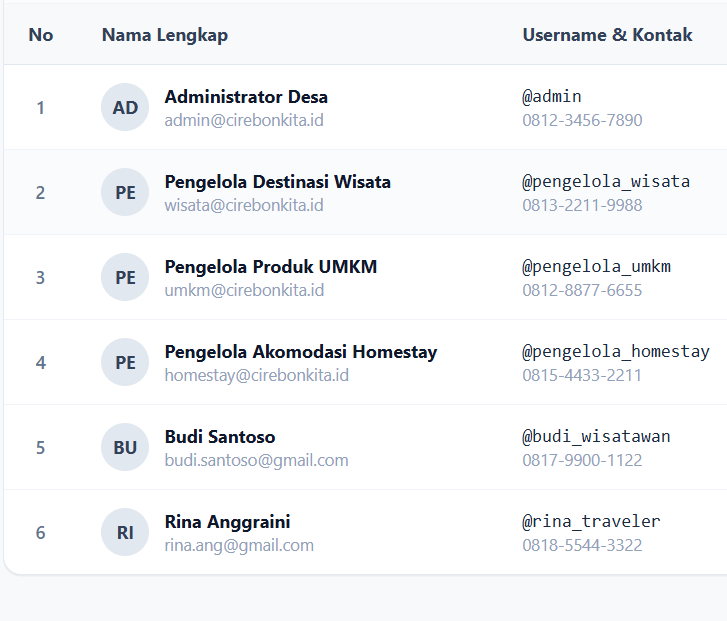 No Nama Lengkap Username & Kontak
1 AD Administrator Desa @admin
admin@cirebonkita.id 0812-3456-7890
2 PE Pengelola Destinasi Wisata @pengelola_wisata
wisata@cirebonkita.id 0813-2211-9988
3 PE Pengelola Produk UMKM @pengelola_umkm
umkm@cirebonkita.id 0812-8877-6655
4 PE Pengelola Akomodasi Homestay @pengelola_homestay
homestay@cirebonkita.id 0815-4433-2211
5 BU Budi Santoso @budi_wisatawan
budi.santoso@gmail.com 0817-9900-1122
6 RI Rina Anggraini @rina_traveler
rina.ang@gmail.com 0818-5544-3322